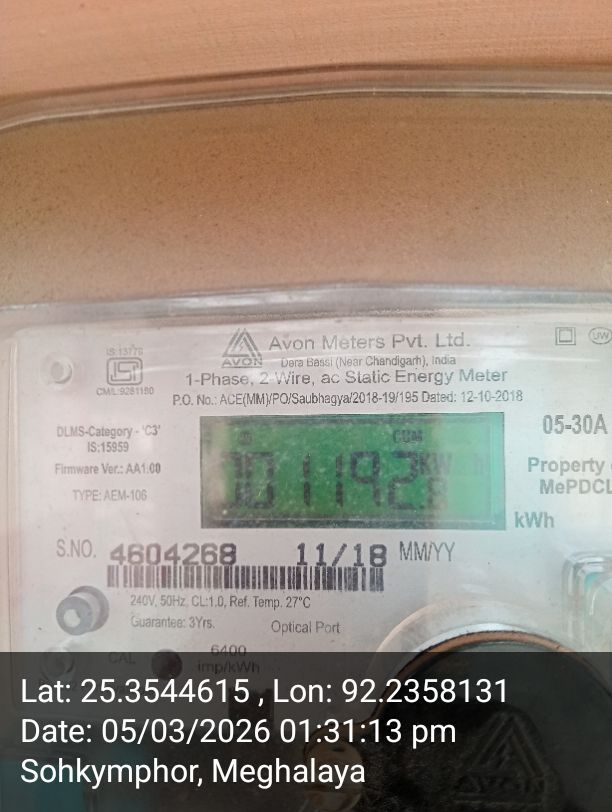 IS:13779
ISI
CM/L:9281180
AVON
Avon Meters Pvt. Ltd.
Dera Bassi (Near Chandigarh), India
1-Phase, 2-Wire, ac Static Energy Meter
P.O. No.: ACE(MM)/PO/Saubhagya/2018-19/195 Dated: 12-10-2018
UW
DLMS-Category - 'C3'
IS:15959
Firmware Ver.: AA1.00
TYPE: AEM-106
05-30A
Property
MePDCL
CUM
kWh
S.NO. 4604268 11/18 MM/YY
240V, 50Hz, CL:1.0, Ref. Temp. 27°C
Guarantee: 3Yrs.
Optical Port
CAL
6400
imp/kWh
Lat: 25.3544615 , Lon: 92.2358131
Date: 05/03/2026 01:31:13 pm
Sohkymphor, Meghalaya